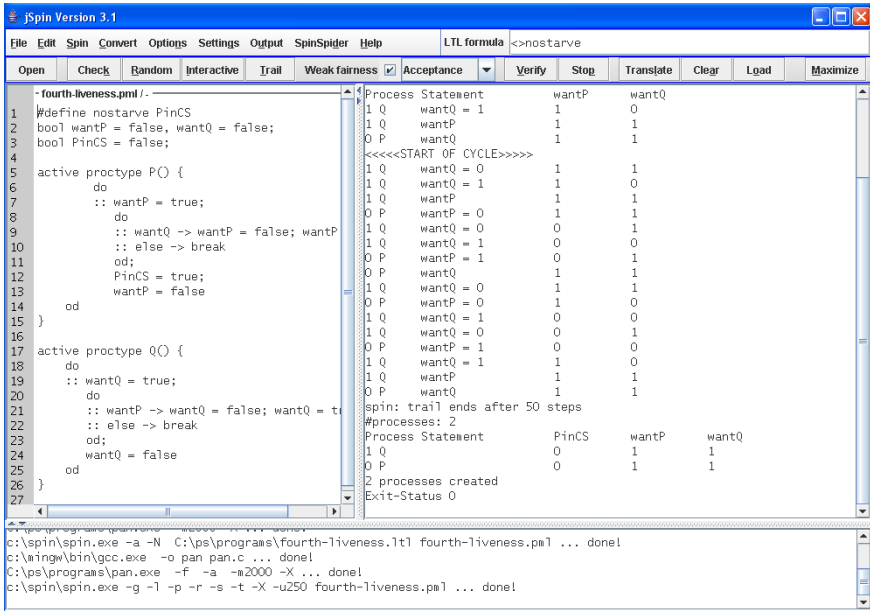 jSpin Version 3.1
File Edit Spin Convert Options Settings Output SpinSpider Help LTL formula <>nostarve
Open Check Random Interactive Trail Weak fairness Acceptance Verify Stop Translate Clear Load Maximize
- fourth-liveness.pml / -
1 #define nostarve PinCS
2 bool wantP = false, wantQ = false;
3 bool PinCS = false;
4
5 active proctype P() {
6 do
7 :: wantP = true;
8 do
9 :: wantQ -> wantP = false; wantP
10 :: else -> break
11 od;
12 PinCS = true;
13 wantP = false
14 od
15 }
16
17 active proctype Q() {
18 do
19 :: wantQ = true;
20 do
21 :: wantP -> wantQ = false; wantQ = t
22 :: else -> break
23 od;
24 wantQ = false
25 od
26 }
27
Process Statement wantP wantQ
1 Q wantQ = 1 1 0
1 Q wantP 1 1
0 P wantQ 1 1
<<<<<START OF CYCLE>>>>>
1 Q wantQ = 0 1 1
1 Q wantQ = 1 1 0
1 Q wantP 1 1
0 P wantP = 0 1 1
1 Q wantQ = 0 0 1
1 Q wantQ = 1 0 0
0 P wantP = 1 0 1
0 P wantQ 1 1
1 Q wantQ = 0 1 1
0 P wantP = 0 1 0
1 Q wantQ = 1 0 0
1 Q wantQ = 0 0 1
0 P wantP = 1 0 0
1 Q wantQ = 1 1 0
1 Q wantP 1 1
0 P wantQ 1 1
spin: trail ends after 50 steps
#processes: 2
Process Statement PinCS wantP wantQ
1 Q 0 1 1
0 P 0 1 1
2 processes created
Exit-Status 0
c:\spin\spin.exe -a -N C:\ps\programs\fourth-liveness.ltl fourth-liveness.pml ... done!
c:\mingw\bin\gcc.exe -o pan pan.c ... done!
C:\ps\programs\pan.exe -f -a -m2000 -X ... done!
c:\spin\spin.exe -g -l -p -r -s -t -X -u250 fourth-liveness.pml ... done!